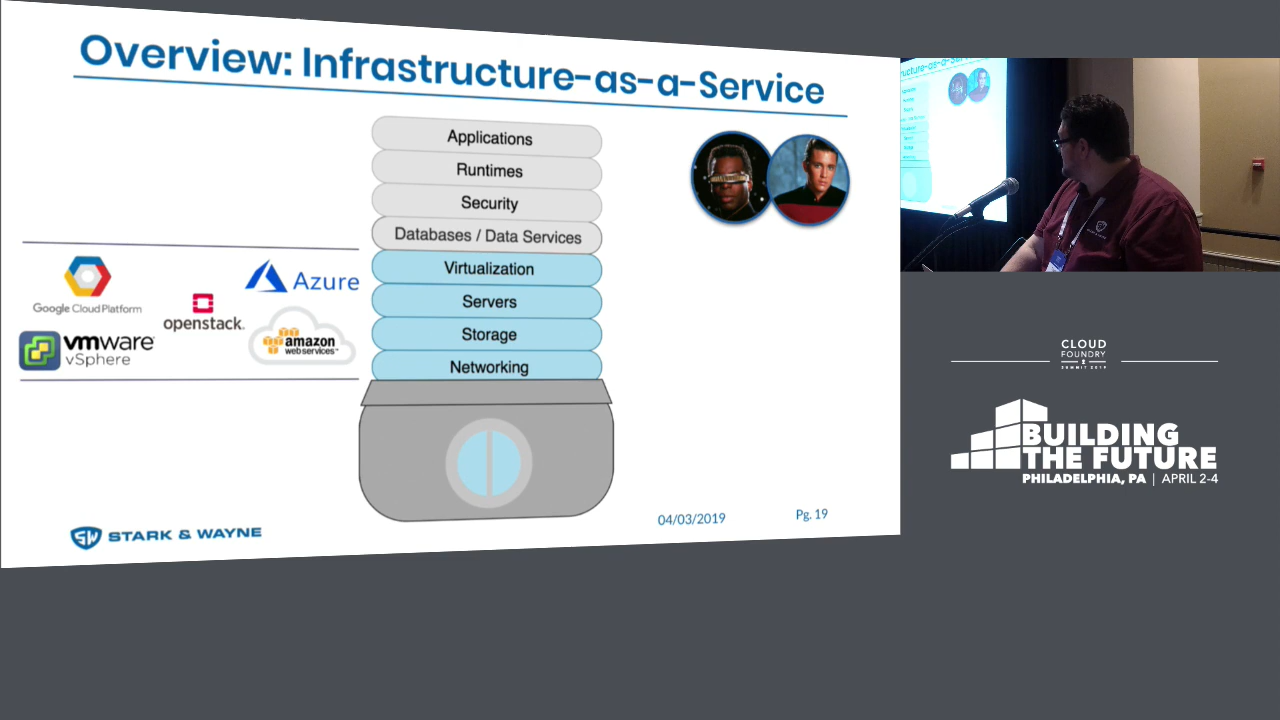 Overview: Infrastructure-as-a-Service
Applications
Runtimes
Security
Databases / Data Services
Virtualization
Servers
Storage
Networking
Google Cloud Platform
Azure
openstack.
vmware
vSphere
amazon
webservices™
STARK & WAYNE
04/03/2019
Pg. 19
CLOUD
FOUNDRY
SUMMIT 2019
BUILDING
THE FUTURE
PHILADELPHIA, PA | APRIL 2-4